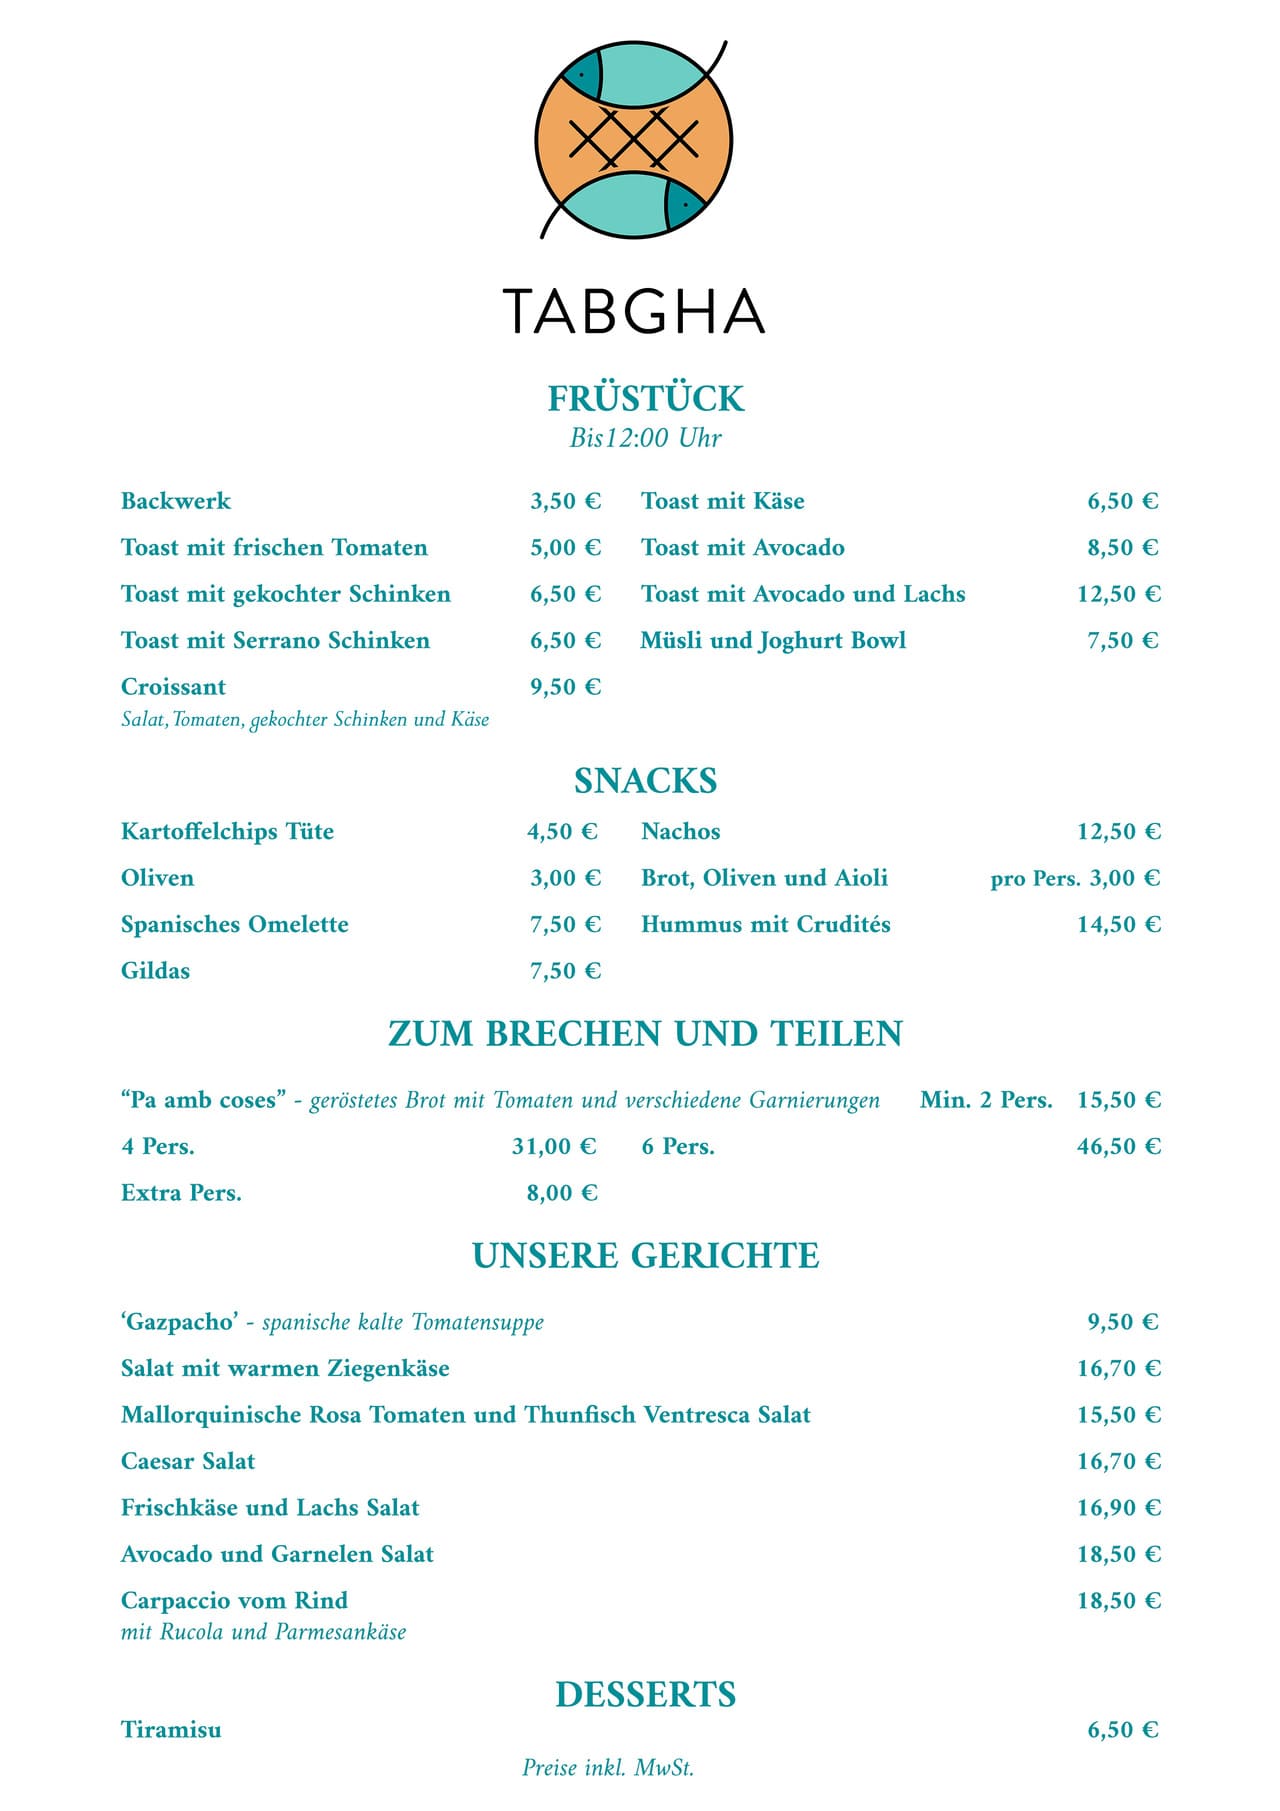 TABGHA
FRÜSTÜCK
Bis12:00 Uhr
Backwerk 3,50 € Toast mit Käse 6,50 €
Toast mit frischen Tomaten 5,00 € Toast mit Avocado 8,50 €
Toast mit gekochter Schinken 6,50 € Toast mit Avocado und Lachs 12,50 €
Toast mit Serrano Schinken 6,50 € Müsli und Joghurt Bowl 7,50 €
Croissant 9,50 €
Salat, Tomaten, gekochter Schinken und Käse
SNACKS
Kartoffelchips Tüte 4,50 € Nachos 12,50 €
Oliven 3,00 € Brot, Oliven und Aioli pro Pers. 3,00 €
Spanisches Omelette 7,50 € Hummus mit Crudités 14,50 €
Gildas 7,50 €
ZUM BRECHEN UND TEILEN
“Pa amb coses” - geröstetes Brot mit Tomaten und verschiedene Garnierungen Min. 2 Pers. 15,50 €
4 Pers. 31,00 € 6 Pers. 46,50 €
Extra Pers. 8,00 €
UNSERE GERICHTE
‘Gazpacho’ - spanische kalte Tomatensuppe 9,50 €
Salat mit warmen Ziegenkäse 16,70 €
Mallorquinische Rosa Tomaten und Thunfisch Ventresca Salat 15,50 €
Caesar Salat 16,70 €
Frischkäse und Lachs Salat 16,90 €
Avocado und Garnelen Salat 18,50 €
Carpaccio vom Rind 18,50 €
mit Rucola und Parmesankäse
DESSERTS
Tiramisu 6,50 €
Preise inkl. MwSt.